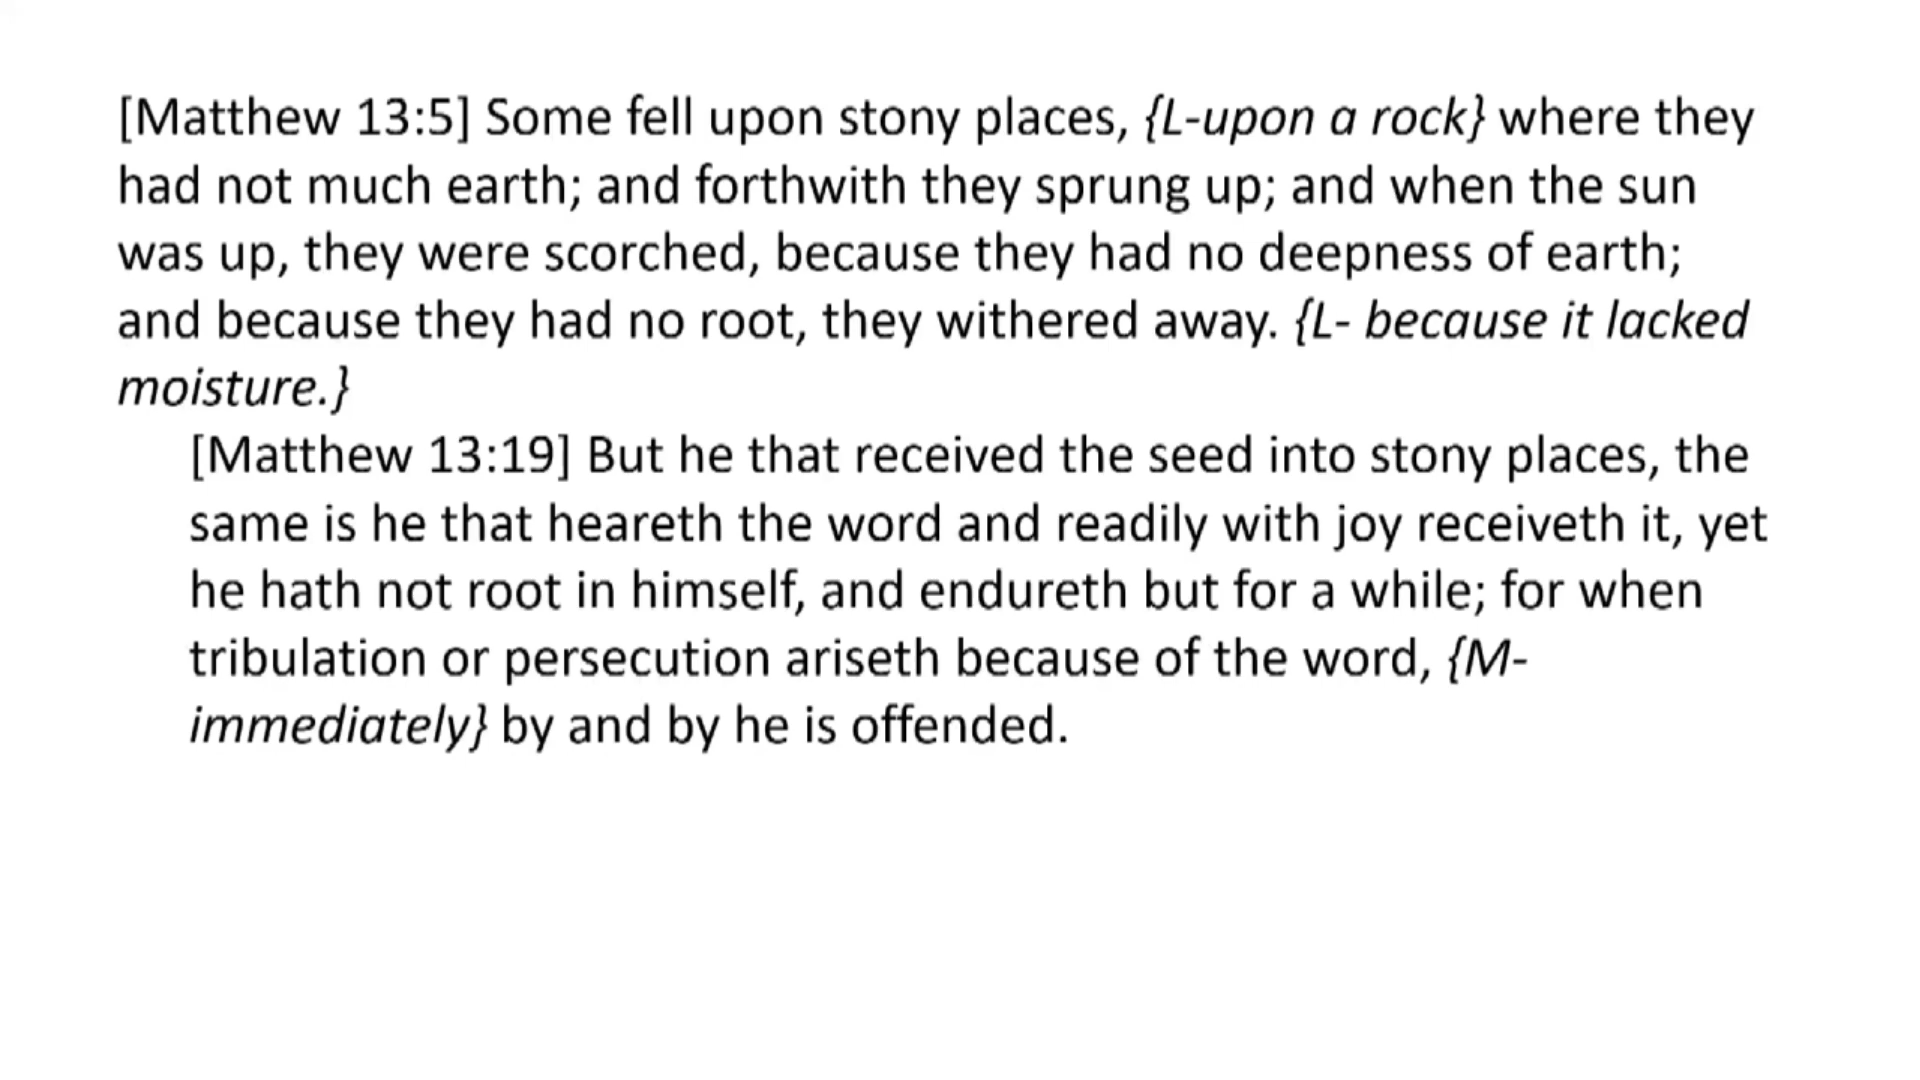 [Matthew 13:5] Some fell upon stony places, {L-upon a rock} where they
had not much earth; and forthwith they sprung up; and when the sun
was up, they were scorched, because they had no deepness of earth;
and because they had no root, they withered away. {L- because it lacked
moisture.}
[Matthew 13:19] But he that received the seed into stony places, the
same is he that heareth the word and readily with joy receiveth it, yet
he hath not root in himself, and endureth but for a while; for when
tribulation or persecution ariseth because of the word, {M-
immediately} by and by he is offended.